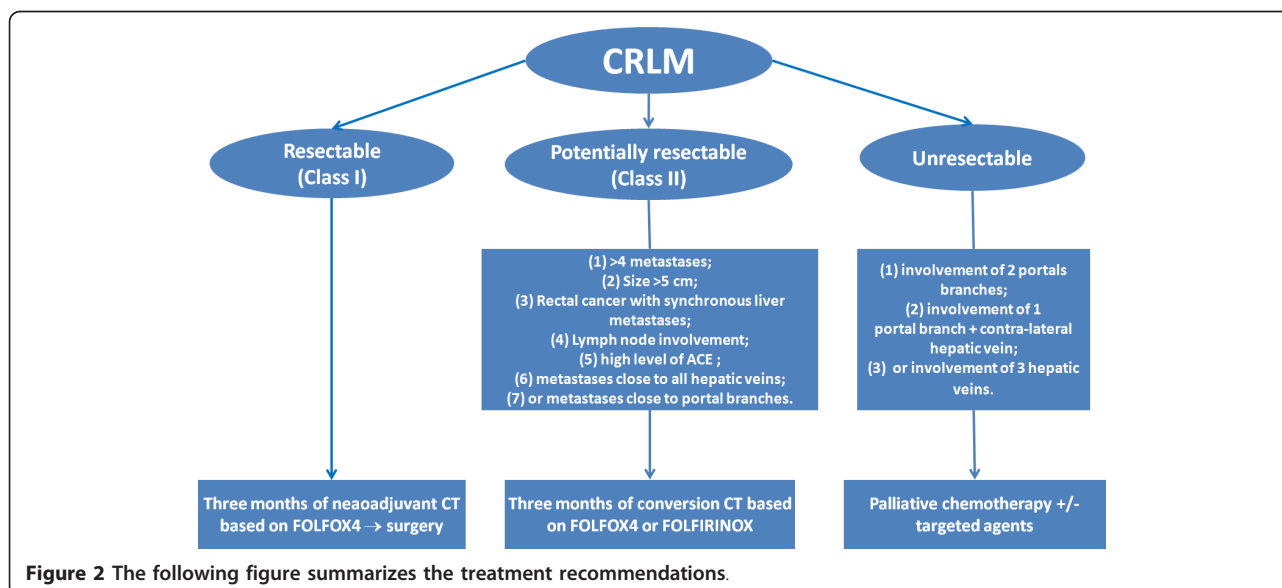 CRLM
Resectable
(Class I)
Potentially resectable
(Class II)
Unresectable
(1) >4 metastases;
(2) Size >5 cm;
(3) Rectal cancer with synchronous liver
metastases;
(4) Lymph node involvement;
(5) high level of ACE ;
(6) metastases close to all hepatic veins;
(7) or metastases close to portal branches.
(1) involvement of 2 portals
branches;
(2) involvement of 1
portal branch + contra-lateral
hepatic vein;
(3) or involvement of 3 hepatic
veins.
Three months of neaoadjuvant CT
based on FOLFOX4 → surgery
Three months of conversion CT based
on FOLFOX4 or FOLFIRINOX
Palliative chemotherapy +/-
targeted agents
Figure 2 The following figure summarizes the treatment recommendations.